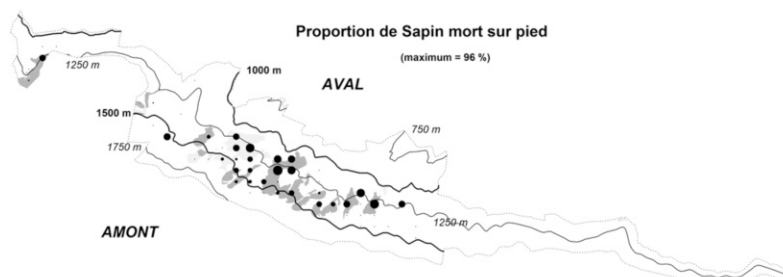 Proportion de Sapin mort sur pied
(maximum = 96 %)
1250 m
1000 m
AVAL
1500 m
750 m
1750 m
1250 m
AMONT